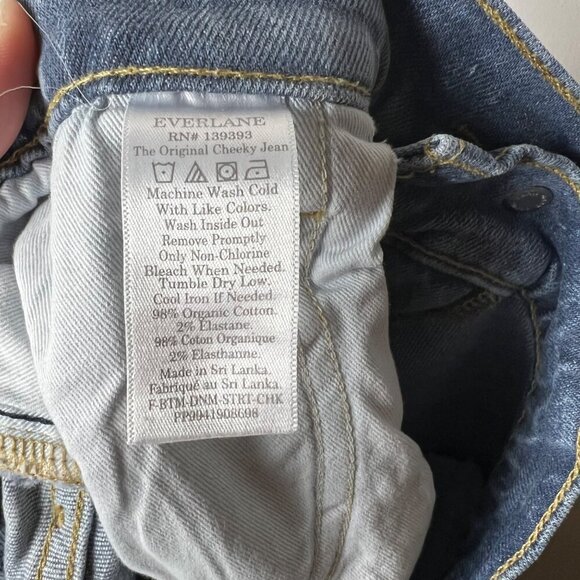 EVERLANE
RN# 139393
The Original Cheeky Jean
Machine Wash Cold
With Like Colors.
Wash Inside Out
Remove Promptly
Only Non-Chlorine
Bleach When Needed.
Tumble Dry Low.
Cool Iron If Needed.
98% Organic Cotton.
2% Elastane.
98% Coton Organique
2% Elasthanne.
Made in Sri Lanka.
Fabriqué au Sri Lanka.
F-BTM-DNM-STRT-CHK
PP9941908698